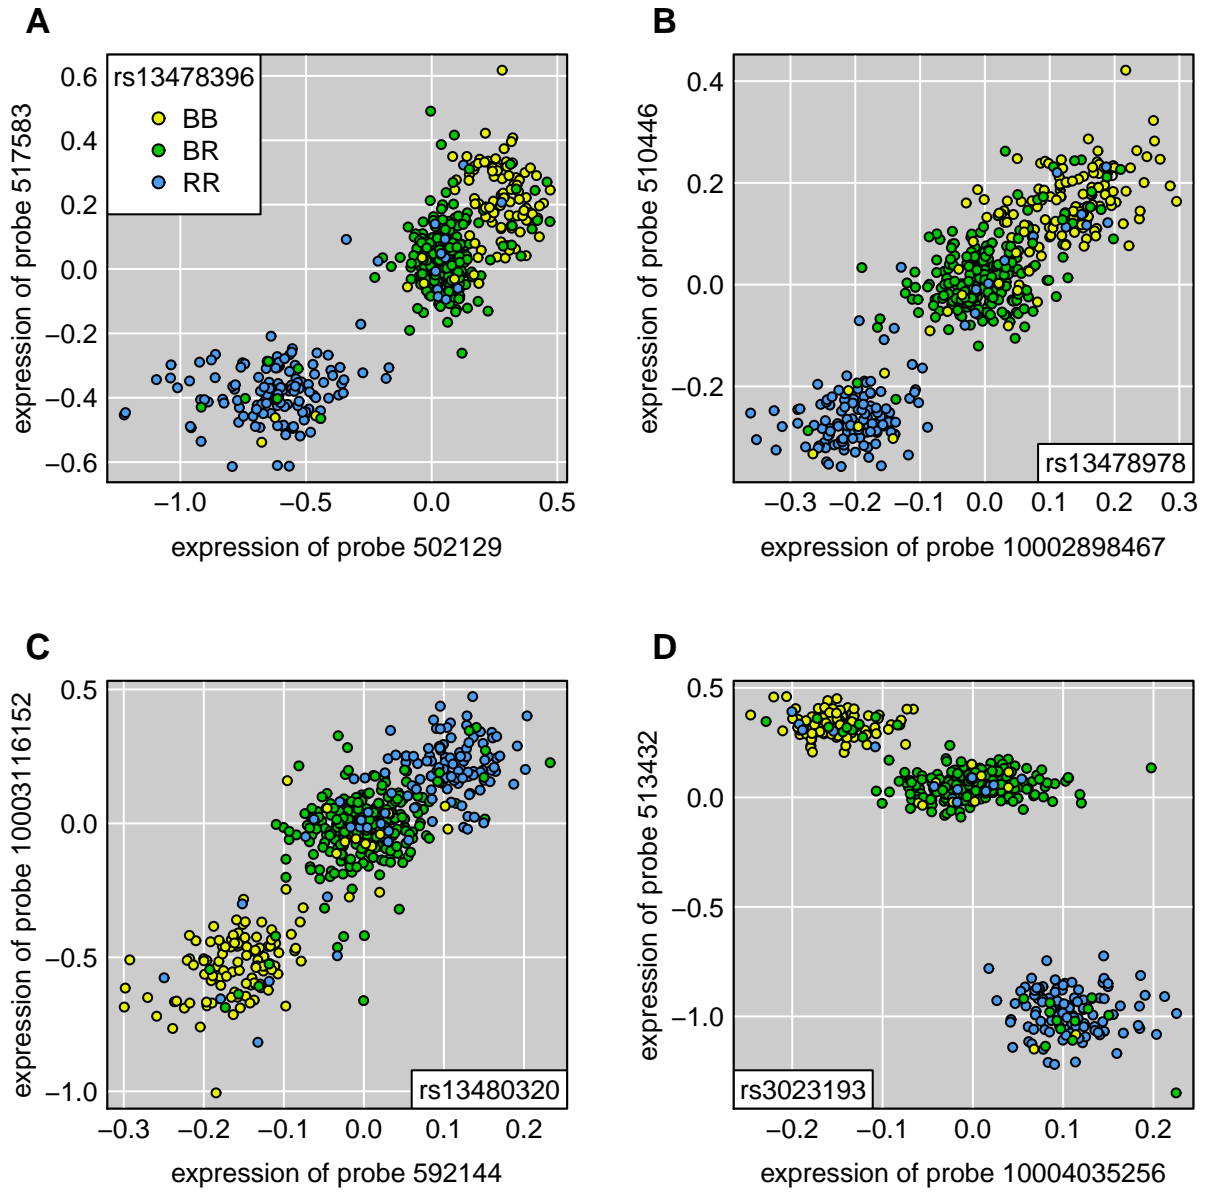 A
rs13478396
BB
BR
RR
0.6
0.4
0.2
0.0
−0.2
−0.4
−0.6
expression of probe 517583
−1.0 −0.5 0.0 0.5
expression of probe 502129
B
0.4
0.2
0.0
−0.2
expression of probe 510446
rs13478978
−0.3 −0.2 −0.1 0.0 0.1 0.2 0.3
expression of probe 10002898467
C
0.5
0.0
−0.5
−1.0
expression of probe 10003116152
rs13480320
−0.3 −0.2 −0.1 0.0 0.1 0.2
expression of probe 592144
D
0.5
0.0
−0.5
−1.0
expression of probe 513432
rs3023193
−0.2 −0.1 0.0 0.1 0.2
expression of probe 10004035256